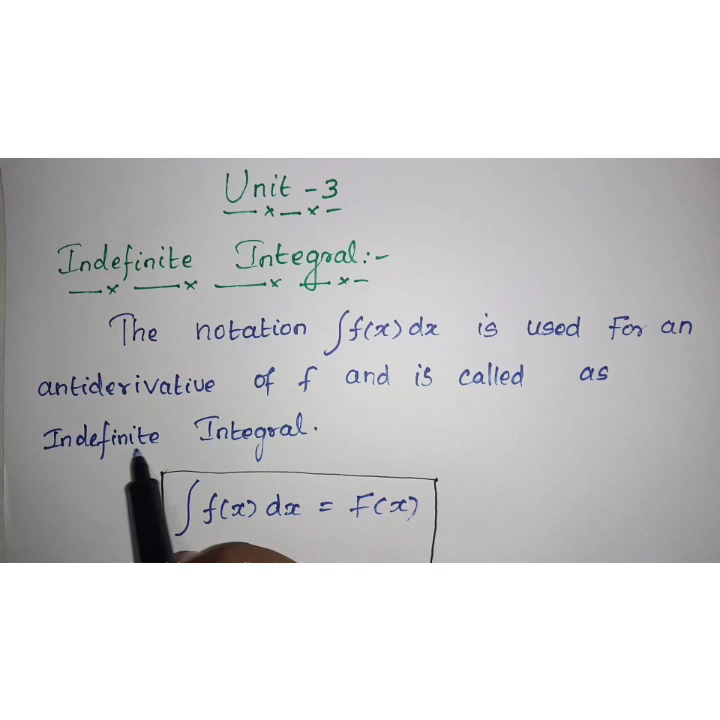 Unit - 3
Indefinite Integral:-
The notation ∫f(x) dx is used for an
antiderivative of f and is called as
Indefinite Integral.
∫f(x) dx = F(x)